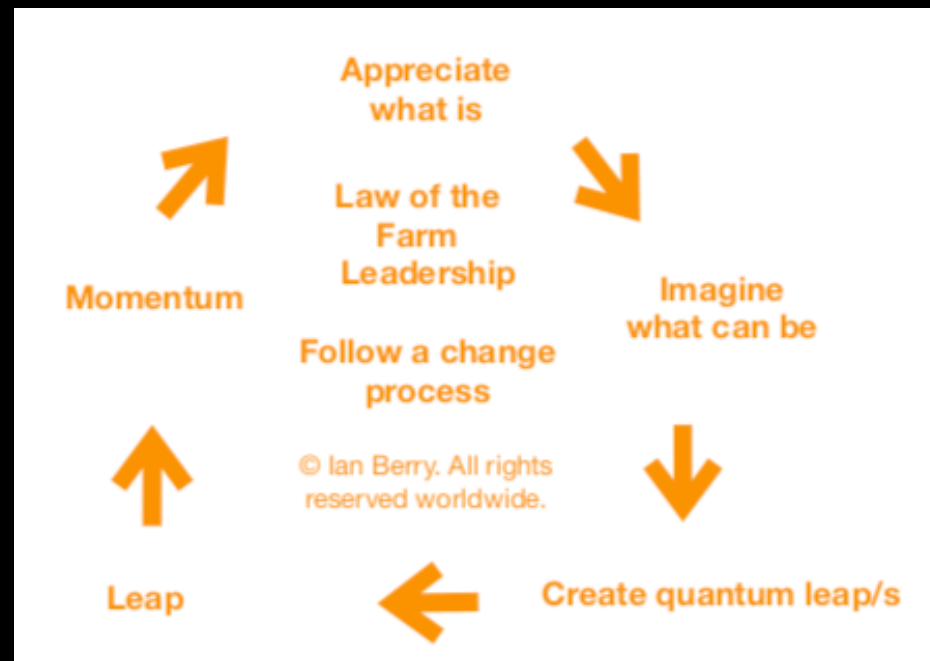 Appreciate
what is
Law of the
Farm
Leadership
Momentum
Imagine
what can be
Follow a change
process
© Ian Berry. All rights
reserved worldwide.
Leap
Create quantum leap/s